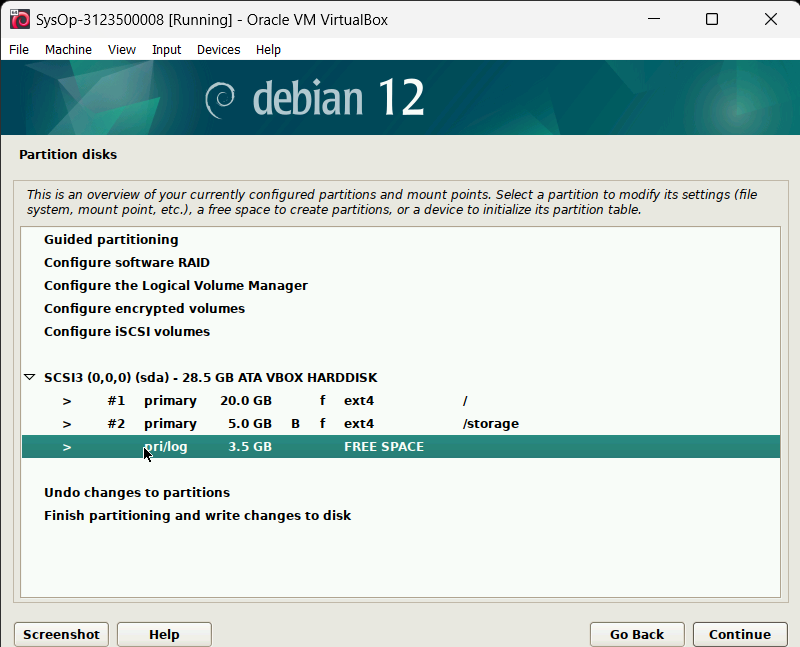 SysOp-3123500008 [Running] - Oracle VM VirtualBox
File Machine View Input Devices Help
debian 12
Partition disks
This is an overview of your currently configured partitions and mount points. Select a partition to modify its settings (file
system, mount point, etc.), a free space to create partitions, or a device to initialize its partition table.
Guided partitioning
Configure software RAID
Configure the Logical Volume Manager
Configure encrypted volumes
Configure iSCSI volumes
SCSI3 (0,0,0) (sda) - 28.5 GB ATA VBOX HARDDISK
> #1 primary 20.0 GB f ext4 /
> #2 primary 5.0 GB B f ext4 /storage
> pri/log 3.5 GB FREE SPACE
Undo changes to partitions
Finish partitioning and write changes to disk
Screenshot Help Go Back Continue